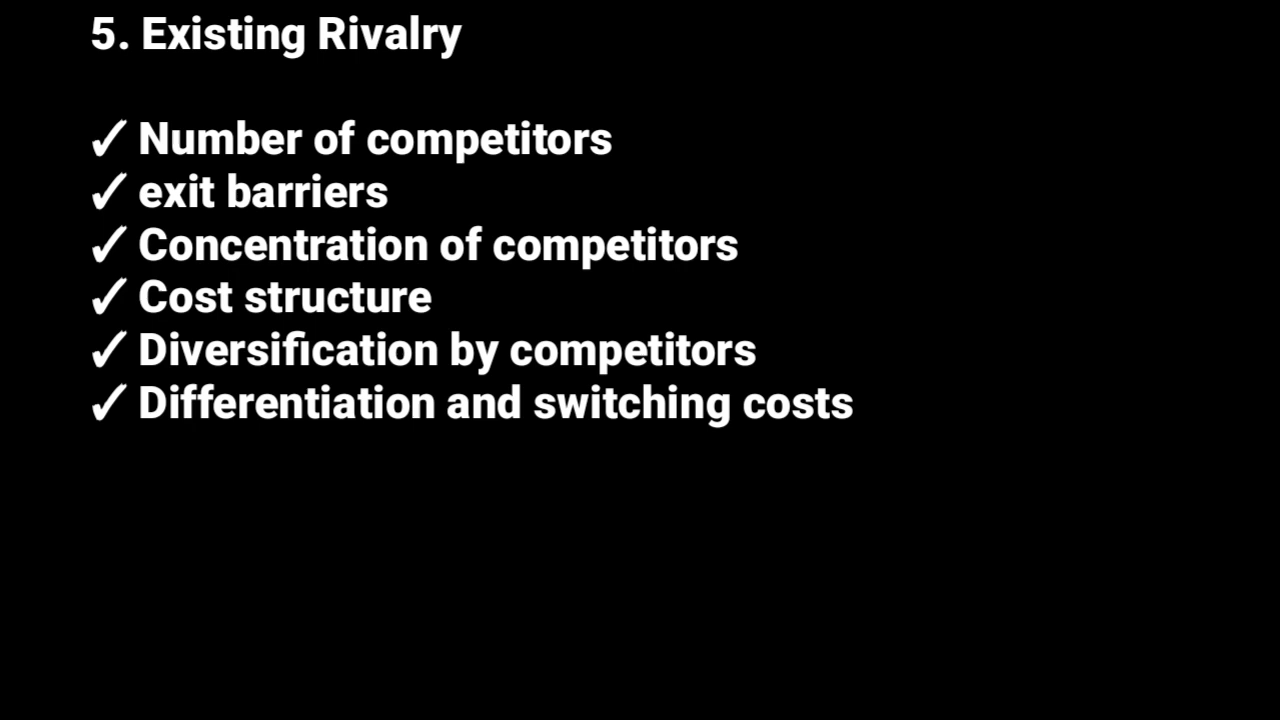 5. Existing Rivalry
✓ Number of competitors
✓ exit barriers
✓ Concentration of competitors
✓ Cost structure
✓ Diversification by competitors
✓ Differentiation and switching costs